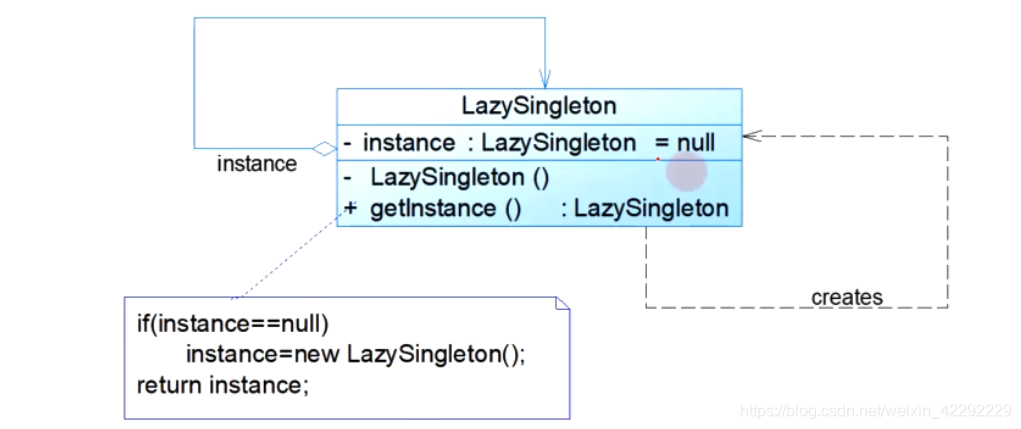 LazySingleton
- instance : LazySingleton = null
instance
- LazySingleton ()
+ getInstance () : LazySingleton
creates
if(instance==null)
instance=new LazySingleton();
return instance;
https://blog.csdn.net/weixin_42292229